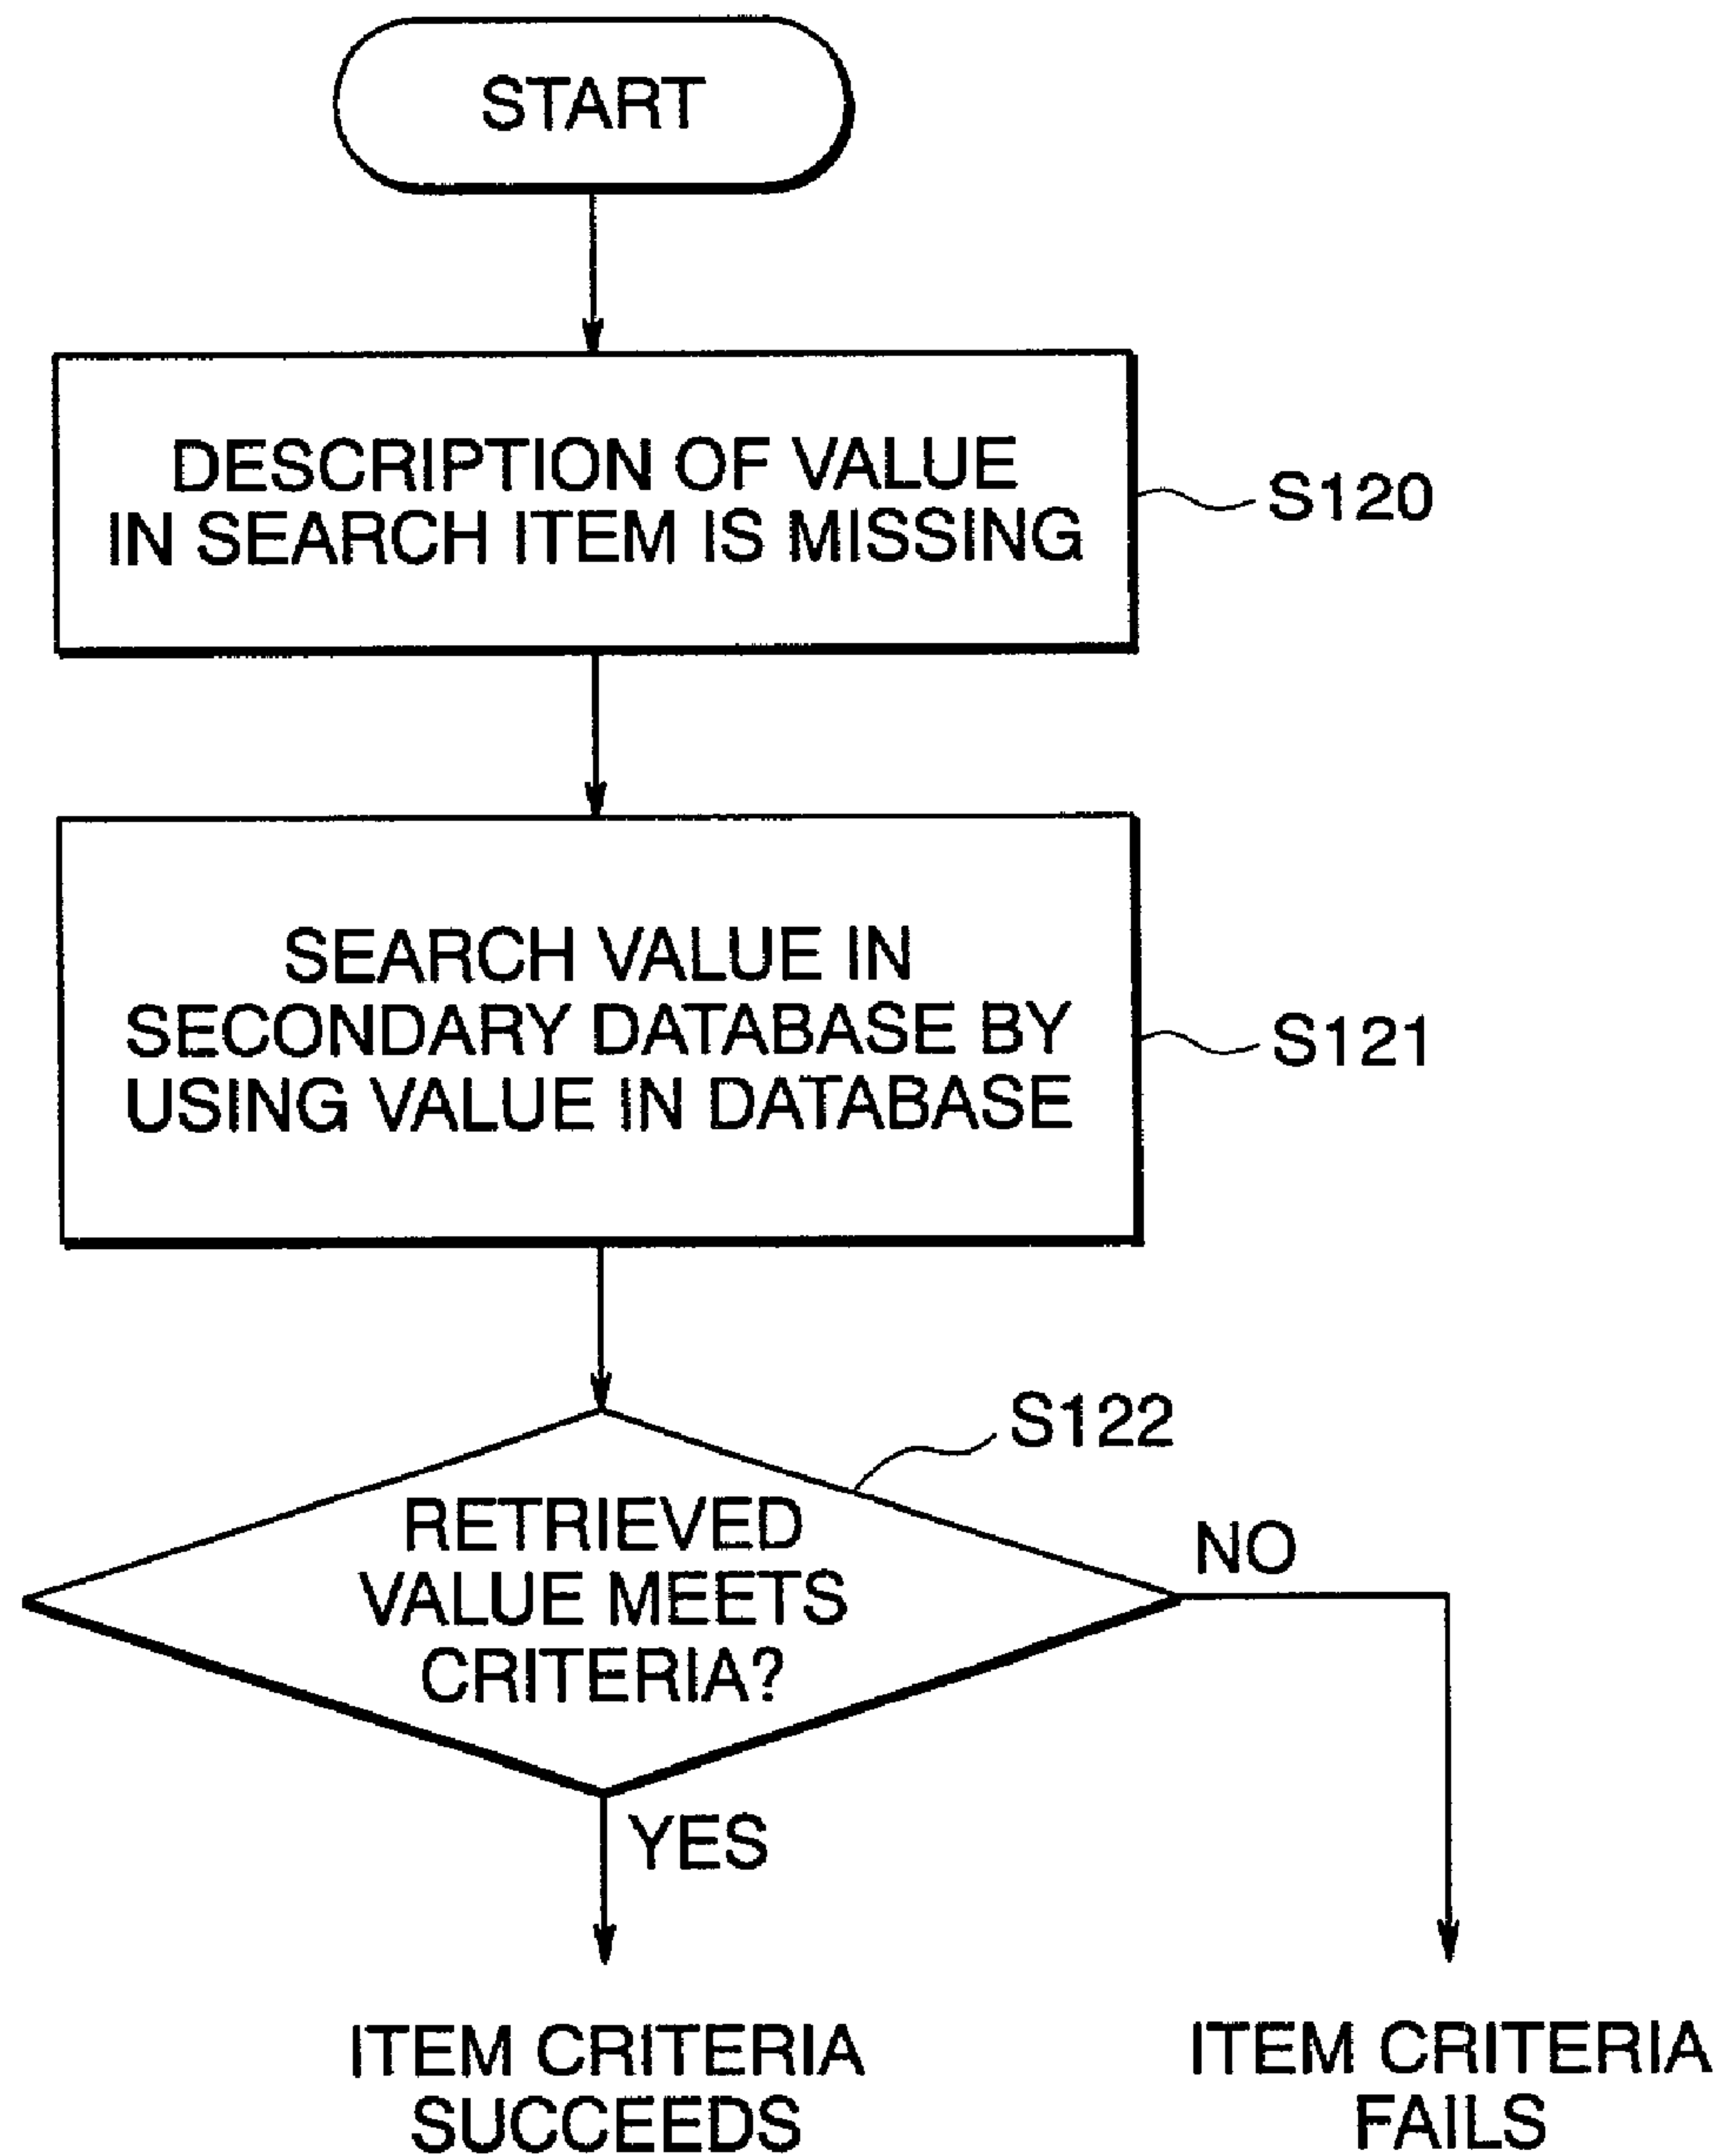 START
DESCRIPTION OF VALUE
IN SEARCH ITEM IS MISSING
S120
SEARCH VALUE IN
SECONDARY DATABASE BY
USING VALUE IN DATABASE
S121
S122
RETRIEVED
VALUE MEETS
CRITERIA?
NO
YES
ITEM CRITERIA
SUCCEEDS
ITEM CRITERIA
FAILS